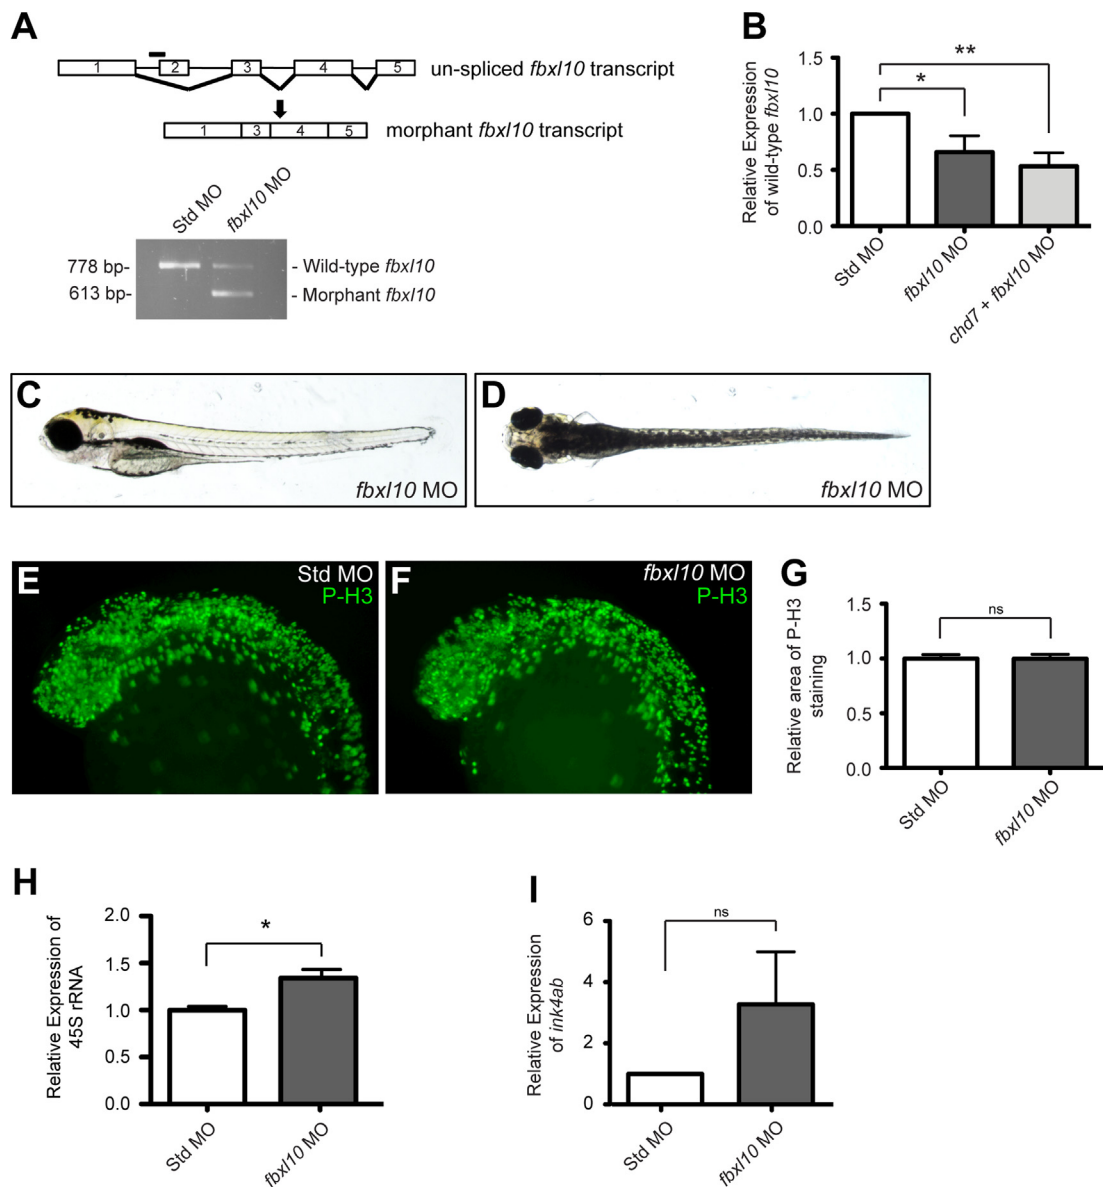 A
1 2 3 4 5 un-spliced fbxl10 transcript
1 3 4 5 morphant fbxl10 transcript
Std MO
fbxl10 MO
778 bp-
- Wild-type fbxl10
613 bp-
- Morphant fbxl10
B
Relative Expression
of wild-type fbxl10
1.5
1.0
0.5
0.0
*
**
Std MO
fbxl10 MO
chd7 + fbxl10 MO
C
fbxl10 MO
D
fbxl10 MO
E
Std MO
P-H3
F
fbxl10 MO
P-H3
G
Relative area of P-H3
staining
1.5
1.0
0.5
0.0
ns
Std MO
fbxl10 MO
H
Relative Expression of
45S rRNA
2.0
1.5
1.0
0.5
0.0
*
Std MO
fbxl10 MO
I
Relative Expression
of ink4ab
6
4
2
0
ns
Std MO
fbxl10 MO